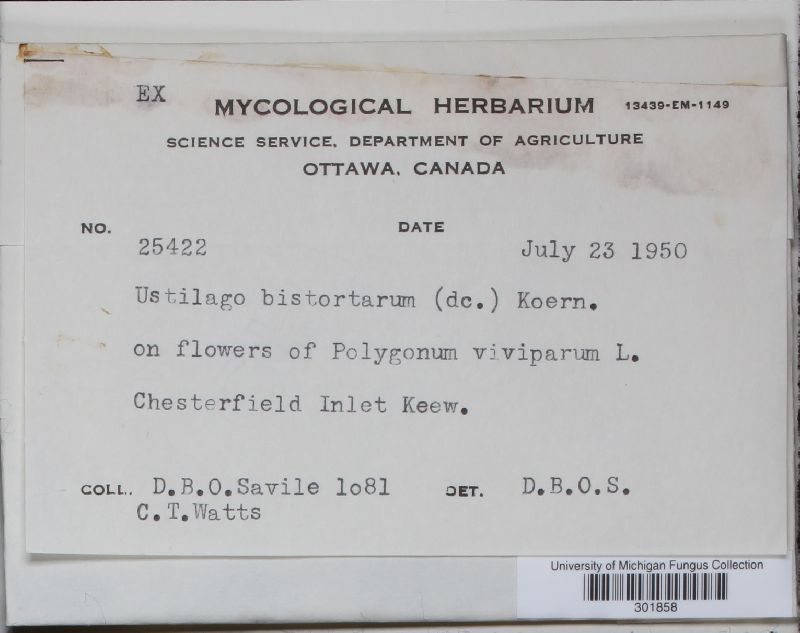 EX MYCOLOGICAL HERBARIUM 13439-EM-1149
SCIENCE SERVICE, DEPARTMENT OF AGRICULTURE
OTTAWA, CANADA
NO. DATE
25422 July 23 1950
Ustilago bistortarum (dc.) Koern.
on flowers of Polygonum viviparum L.
Chesterfield Inlet Keew.
COLL. D.B.O.Savile 1o81 DET. D.B.O.S.
C.T.Watts
University of Michigan Fungus Collection
301858